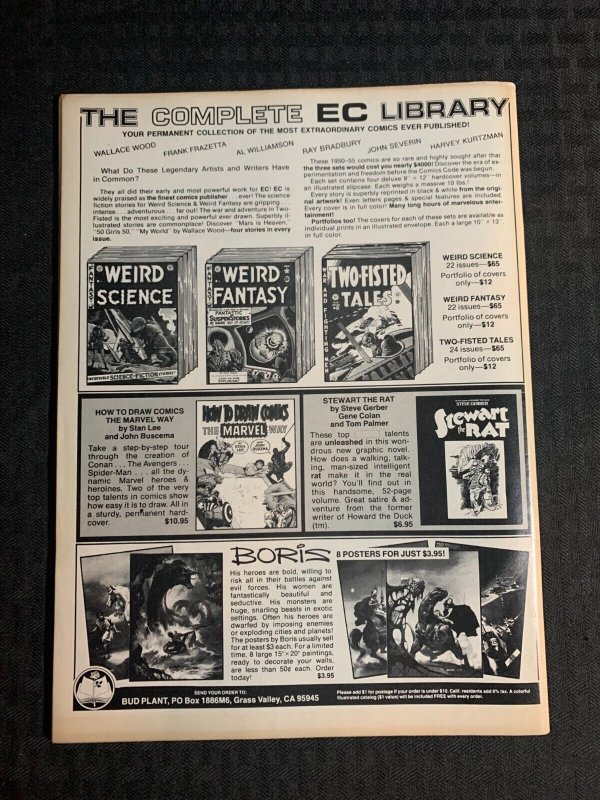 THE COMPLETE EC LIBRARY
YOUR PERMANENT COLLECTION OF THE MOST EXTRAORDINARY COMICS EVER PUBLISHED!
WALLACE WOOD FRANK FRAZETTA AL WILLIAMSON RAY BRADBURY JOHN SEVERIN HARVEY KURTZMAN
What Do These Legendary Artists and Writers Have
in Common?
They all did their early and most powerful work for EC! EC is
widely praised as the finest comics publisher . . . ever! The science
fiction stories for Weird Science & Weird Fantasy are gripping . . .
intense . . . adventurous . . . far out! The war and adventure in Two-
Fisted is the most exciting and powerful ever drawn. Superbly il-
lustrated stories are commonplace! Discover "Mars is Heaven,"
"50 Girls 50," "My World" by Wallace Wood—four stories in every
issue.
These 1950-55 comics are so rare and highly sought after that
the three sets would cost you nearly $4000! Discover the era of ex-
perimentation and freedom before the Comics Code was begun.
Each set contains four deluxe 9" × 12" hardcover volumes—in
an illustrated slipcase. Each weighs a massive 10 lbs.!
Every story is superbly reprinted in black & white from the origi-
nal artwork! Even letters pages & special features are included.
Every cover is in full color! Many long hours of marvelous enter-
tainment!
Portfolios too! The covers for each of these sets are available as
individual prints in an illustrated envelope. Each a large 10" × 13",
in full color.
WEIRD
SCIENCE
INCREDIBLE SCIENCE-FICTION STORIES!
WEIRD
FANTASY
FANTASTIC
SUSPENSTORIES
TWO-FISTED
TALES
WAR AND FIGHTING MEN
WEIRD SCIENCE
22 issues—$65
Portfolio of covers
only—$12
WEIRD FANTASY
22 issues—$65
Portfolio of covers
only—$12
TWO-FISTED TALES
24 issues—$65
Portfolio of covers
only—$12
HOW TO DRAW COMICS
THE MARVEL WAY
by Stan Lee
and John Buscema
Take a step-by-step tour
through the creation of
Conan . . . The Avengers . . .
Spider-Man . . . all the dy-
namic Marvel heroes &
heroines. Two of the very
top talents in comics show
how easy it is to draw. All in
a sturdy, permanent hard-
cover. $10.95
HOW TO DRAW COMICS
THE MARVEL WAY
STEWART THE RAT
by Steve Gerber
Gene Colan
and Tom Palmer
These top talents
are unleashed in this won-
drous new graphic novel.
How does a walking, talk-
ing, man-sized intelligent
rat make it in the real
world? You'll find out in
this handsome, 52-page
volume. Great satire & ad-
venture from the former
writer of Howard the Duck
(tm). $6.95
STEVE GERBER
Stewart
the RAT
BORIS
8 POSTERS FOR JUST $3.95!
His heroes are bold, willing to
risk all in their battles against
evil forces. His women are
fantastically beautiful and
seductive. His monsters are
huge, snarling beasts in exotic
settings. Often his heroes are
dwarfed by imposing enemies
or exploding cities and planets!
The posters by Boris usually sell
for at least $3 each. For a limited
time, 8 large 15" × 20" paintings,
ready to decorate your walls,
are less than 50¢ each. Order
today! $3.95
SEND YOUR ORDER TO:
BUD PLANT, PO Box 1886M6, Grass Valley, CA 95945
Please add $1 for postage if your order is under $10. Calif. residents add 6% tax. A colorful
illustrated catalog ($1 value) will be included FREE with every order.